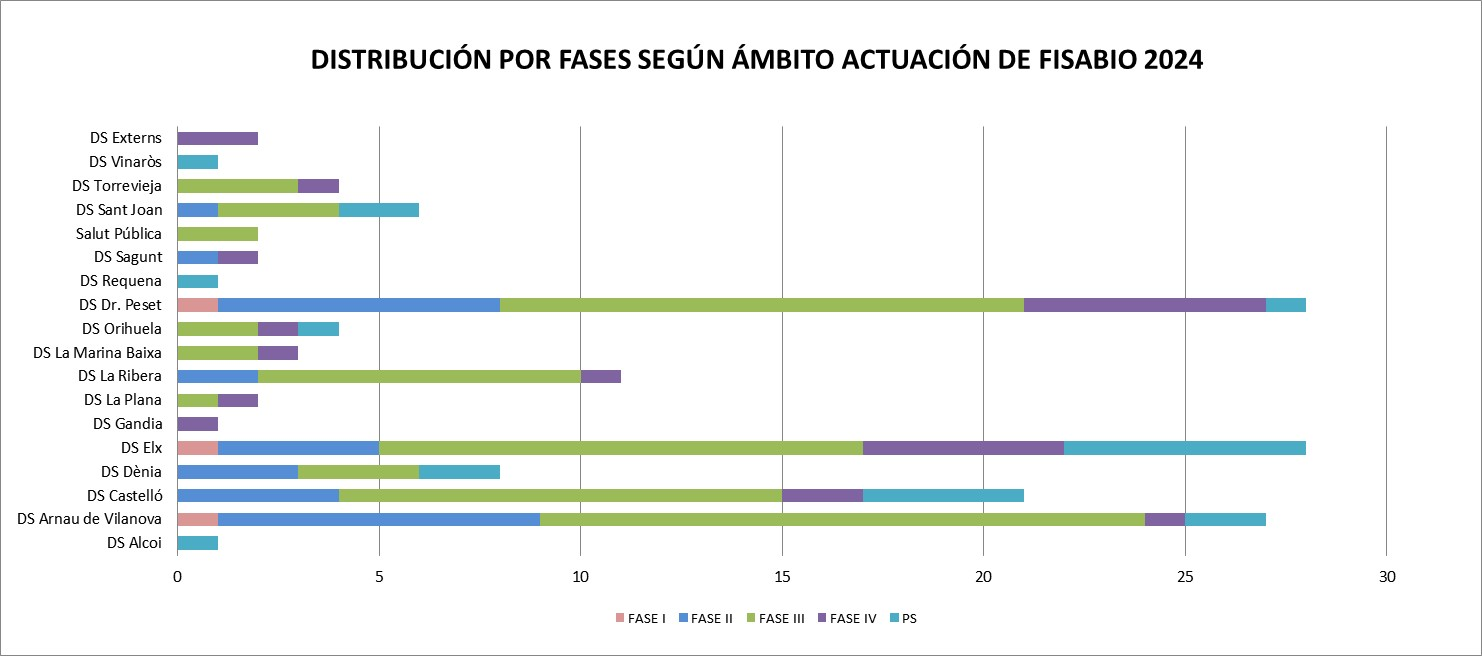 DISTRIBUCIÓN POR FASES SEGÚN ÁMBITO ACTUACIÓN DE FISABIO 2024
DS Externs
DS Vinaròs
DS Torrevieja
DS Sant Joan
Salut Pública
DS Sagunt
DS Requena
DS Dr. Peset
DS Orihuela
DS La Marina Baixa
DS La Ribera
DS La Plana
DS Gandia
DS Elx
DS Dènia
DS Castelló
DS Arnau de Vilanova
DS Alcoi
0 5 10 15 20 25 30
FASE I FASE II FASE III FASE IV PS